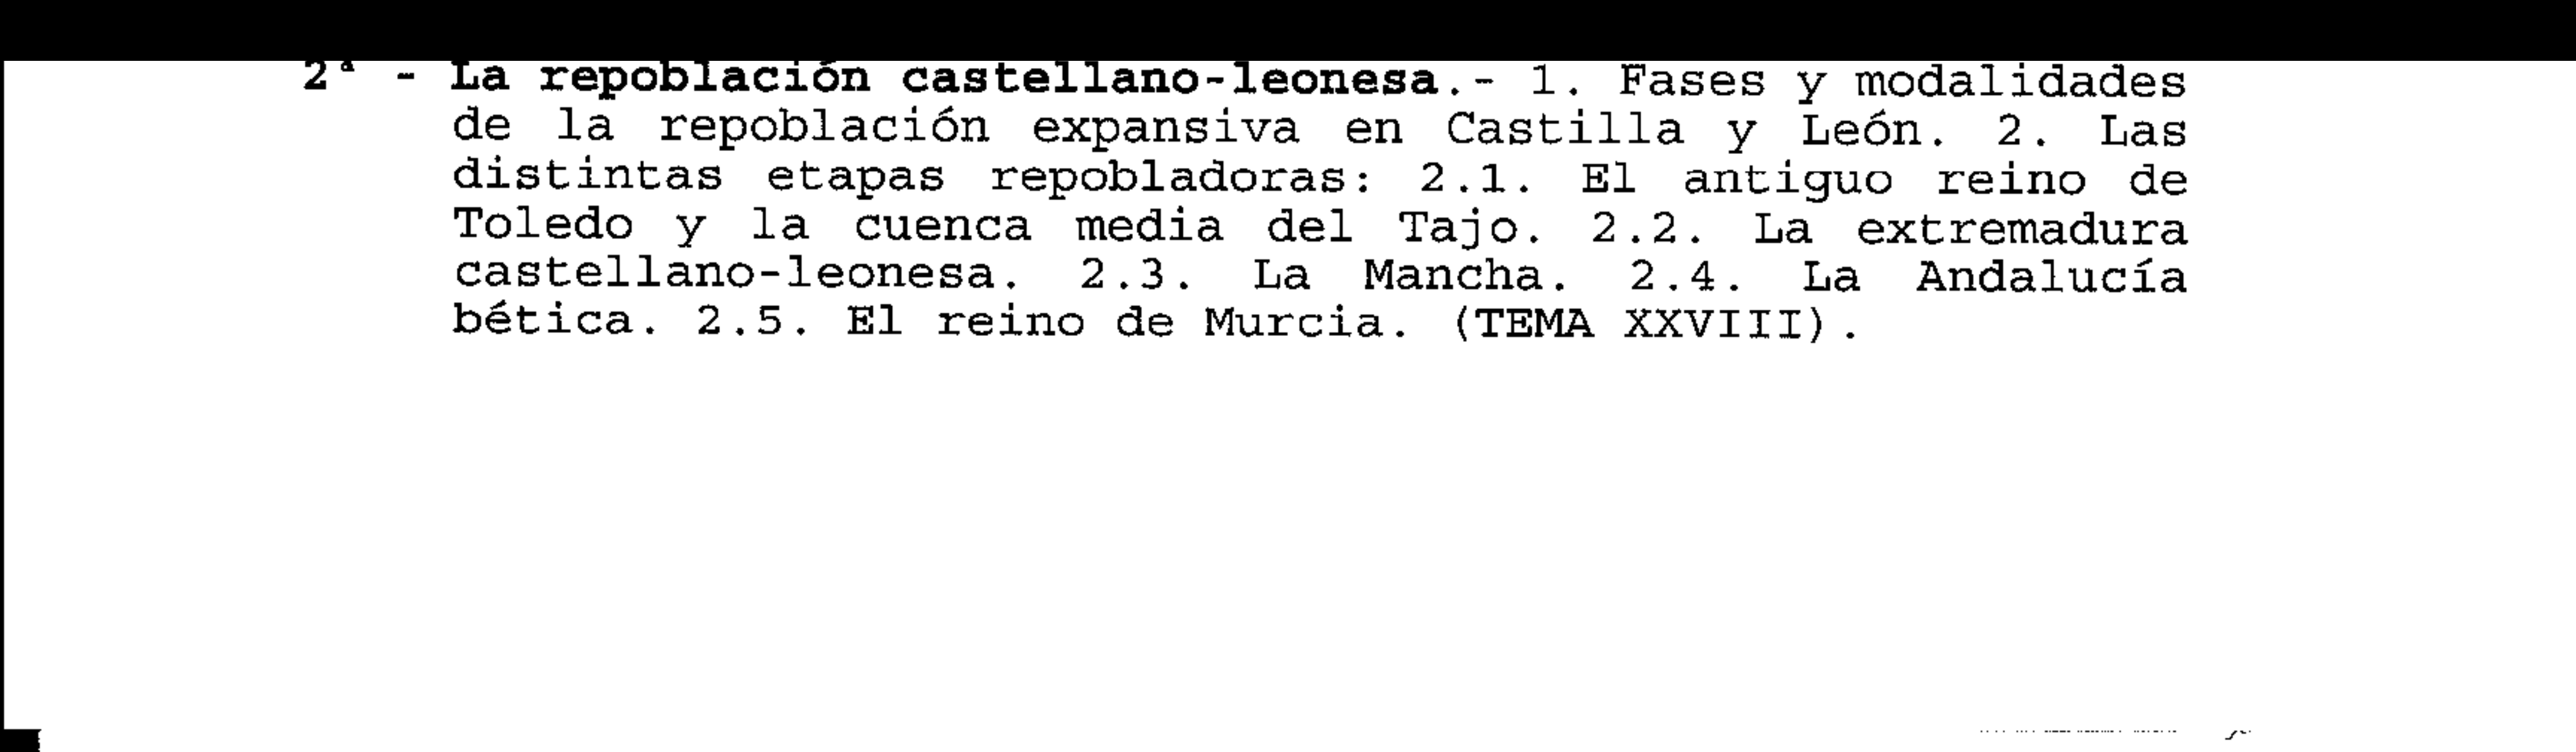 2ª - La repoblación castellano-leonesa.- 1. Fases y modalidades
de la repoblación expansiva en Castilla y León. 2. Las
distintas etapas repobladoras: 2.1. El antiguo reino de
Toledo y la cuenca media del Tajo. 2.2. La extremadura
castellano-leonesa. 2.3. La Mancha. 2.4. La Andalucía
bética. 2.5. El reino de Murcia. (TEMA XXVIII).